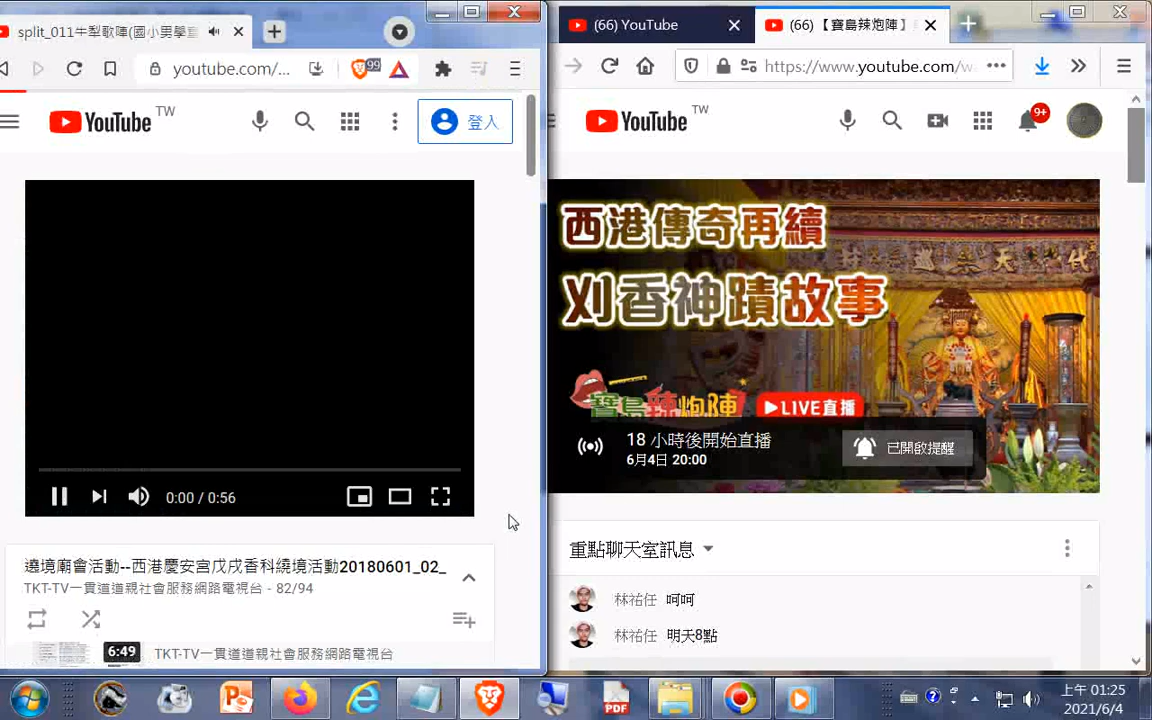 split_011牛犁歌陣(國小男學童
youtube.com/...
99
YouTube TW
登入
0:00 / 0:56
遶境廟會活動--西港慶安宮戊戌香科繞境活動20180601_02_
TKT-TV一貫道道親社會服務網路電視台 - 82/94
6:49
TKT-TV一貫道道親社會服務網路電視台
(66) YouTube
(66) 【寶島辣炮陣】
https://www.youtube.com/w
YouTube TW
9+
代天巡
西港傳奇再續
刈香神蹟故事
寶島辣炮陣
LIVE直播
18 小時後開始直播
6月4日 20:00
已開啟提醒
重點聊天室訊息
林祐任 呵呵
林祐任 明天8點
PDF
上午 01:25
2021/6/4